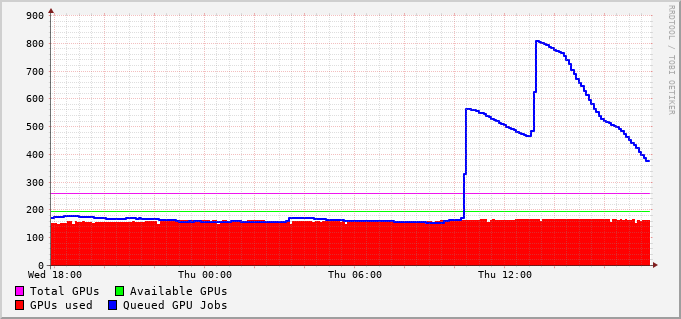 900
800
700
600
500
400
300
200
100
0
Wed 18:00 Thu 00:00 Thu 06:00 Thu 12:00
Total GPUs Available GPUs
GPUs used Queued GPU Jobs
RRDTOOL / TOBI OETIKER